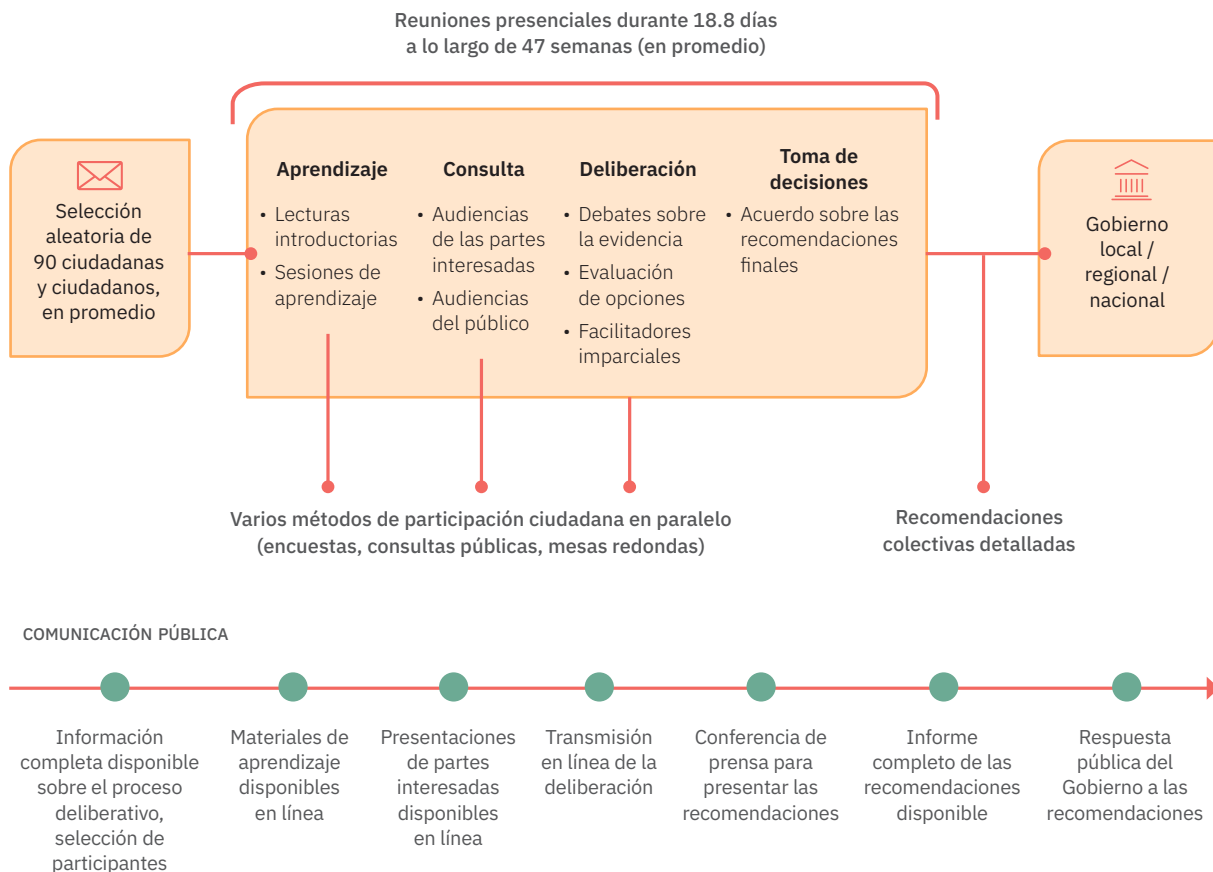 Reuniones presenciales durante 18.8 días
a lo largo de 47 semanas (en promedio)
Selección
aleatoria de
90 ciudadanas
y ciudadanos,
en promedio
Aprendizaje
• Lecturas
introductorias
• Sesiones de
aprendizaje
Consulta
• Audiencias
de las partes
interesadas
• Audiencias
del público
Deliberación
• Debates sobre
la evidencia
• Evaluación
de opciones
• Facilitadores
imparciales
Toma de
decisiones
• Acuerdo sobre las
recomendaciones
finales
Gobierno
local /
regional /
nacional
Varios métodos de participación ciudadana en paralelo
(encuestas, consultas públicas, mesas redondas)
Recomendaciones
colectivas detalladas
COMUNICACIÓN PÚBLICA
Información
completa disponible
sobre el proceso
deliberativo,
selección de
participantes
Materiales de
aprendizaje
disponibles
en línea
Presentaciones
de partes
interesadas
disponibles
en línea
Transmisión
en línea de la
deliberación
Conferencia de
prensa para
presentar las
recomendaciones
Informe
completo de las
recomendaciones
disponible
Respuesta
pública del
Gobierno a las
recomendaciones